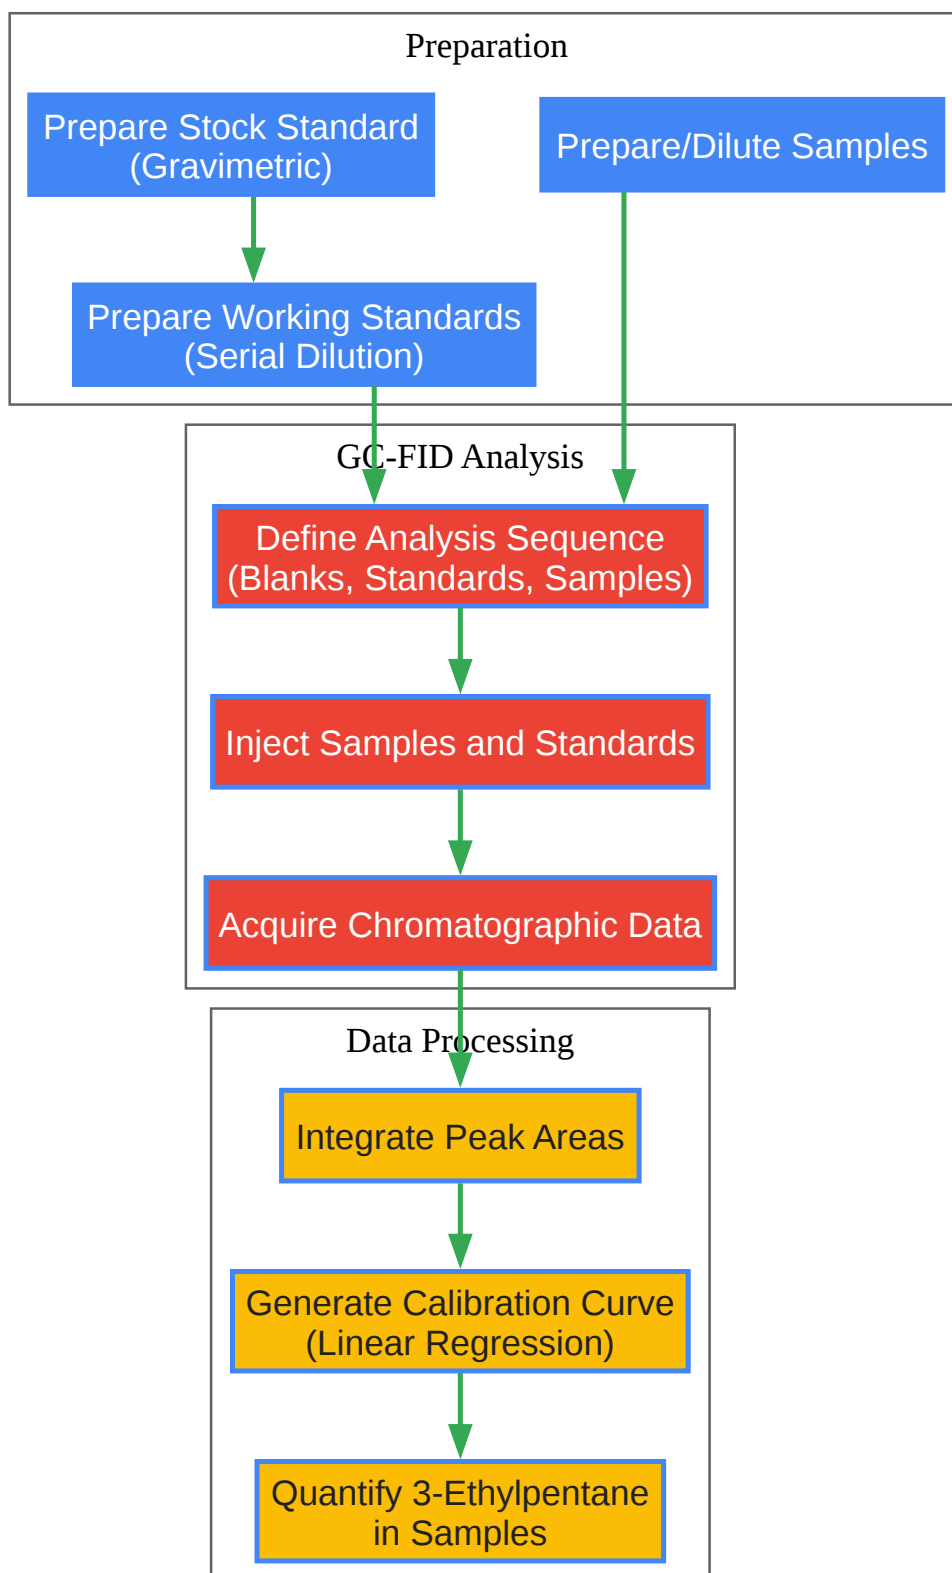 Preparation
Prepare Stock Standard
(Gravimetric)
Prepare/Dilute Samples
Prepare Working Standards
(Serial Dilution)
GC-FID Analysis
Define Analysis Sequence
(Blanks, Standards, Samples)
Inject Samples and Standards
Acquire Chromatographic Data
Data Processing
Integrate Peak Areas
Generate Calibration Curve
(Linear Regression)
Quantify 3-Ethylpentane
in Samples